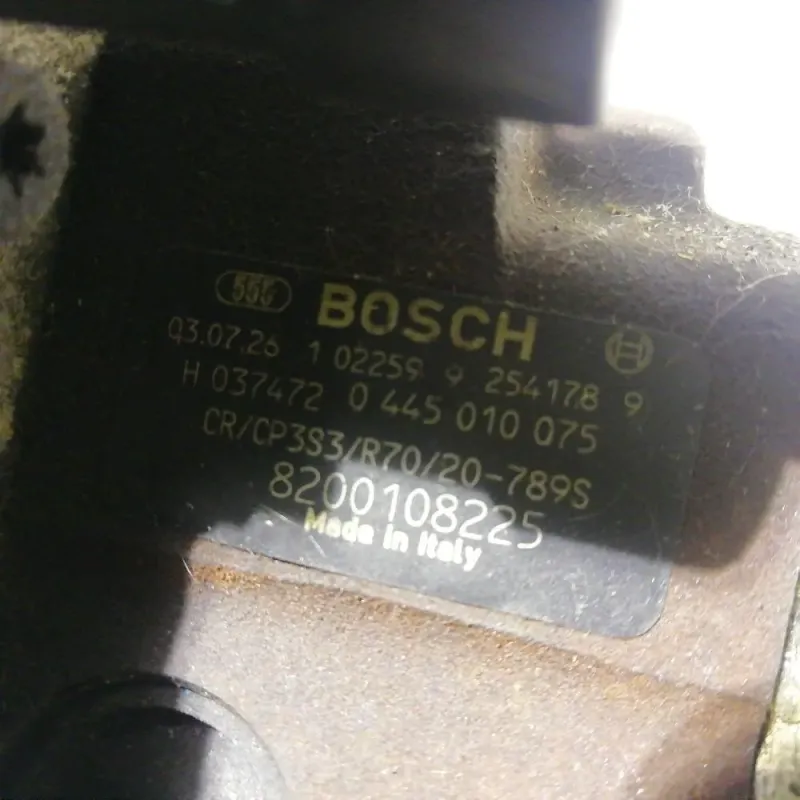 555 BOSCH H
03.07.26 1 02259 9 254178 9
H 037472 0 445 010 075
CR/CP3S3/R70/20-789S
8200108225
Made in Italy